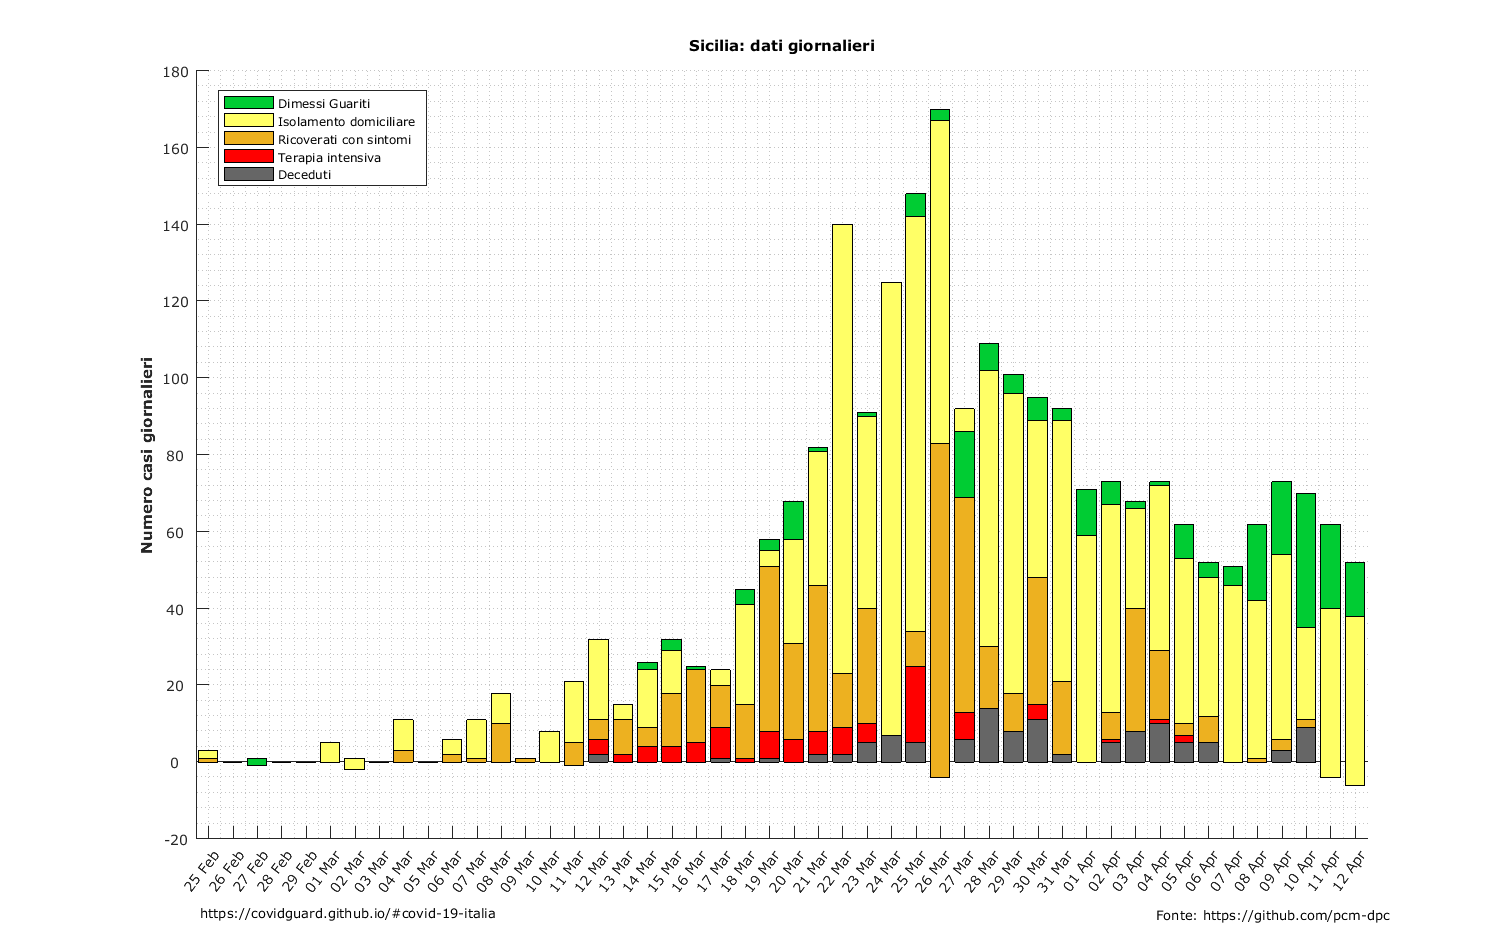 Sicilia: dati giornalieri
Numero casi giornalieri
180
160
140
120
100
80
60
40
20
0
-20
Dimessi Guariti
Isolamento domiciliare
Ricoverati con sintomi
Terapia intensiva
Deceduti
25 Feb
26 Feb
27 Feb
28 Feb
29 Feb
01 Mar
02 Mar
03 Mar
04 Mar
05 Mar
06 Mar
07 Mar
08 Mar
09 Mar
10 Mar
11 Mar
12 Mar
13 Mar
14 Mar
15 Mar
16 Mar
17 Mar
18 Mar
19 Mar
20 Mar
21 Mar
22 Mar
23 Mar
24 Mar
25 Mar
26 Mar
27 Mar
28 Mar
29 Mar
30 Mar
31 Mar
01 Apr
02 Apr
03 Apr
04 Apr
05 Apr
06 Apr
07 Apr
08 Apr
09 Apr
10 Apr
11 Apr
12 Apr
https://covidguard.github.io/#covid-19-italia
Fonte: https://github.com/pcm-dpc